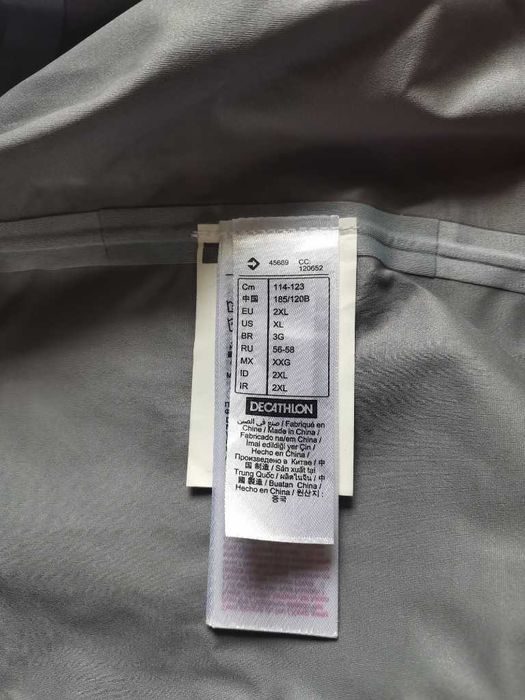 45689 CC:
120652
Cm 114-123
中国 185/120B
EU 2XL
US XL
BR 3G
RU 56-58
MX XXG
ID 2XL
IR 2XL
DECATHLON
صنع في الصين / Fabriqué en
Chine / Made in China /
Fabricado na/em China /
Imal edildiği yer Çin /
Hecho en China /
Произведено в Китае / 中
国 制造 / Sản xuất tại
Trung Quốc / ผลิตในจีน / 中
國 製造 / Buatan China /
Hecho en China / 원산지 :
중국